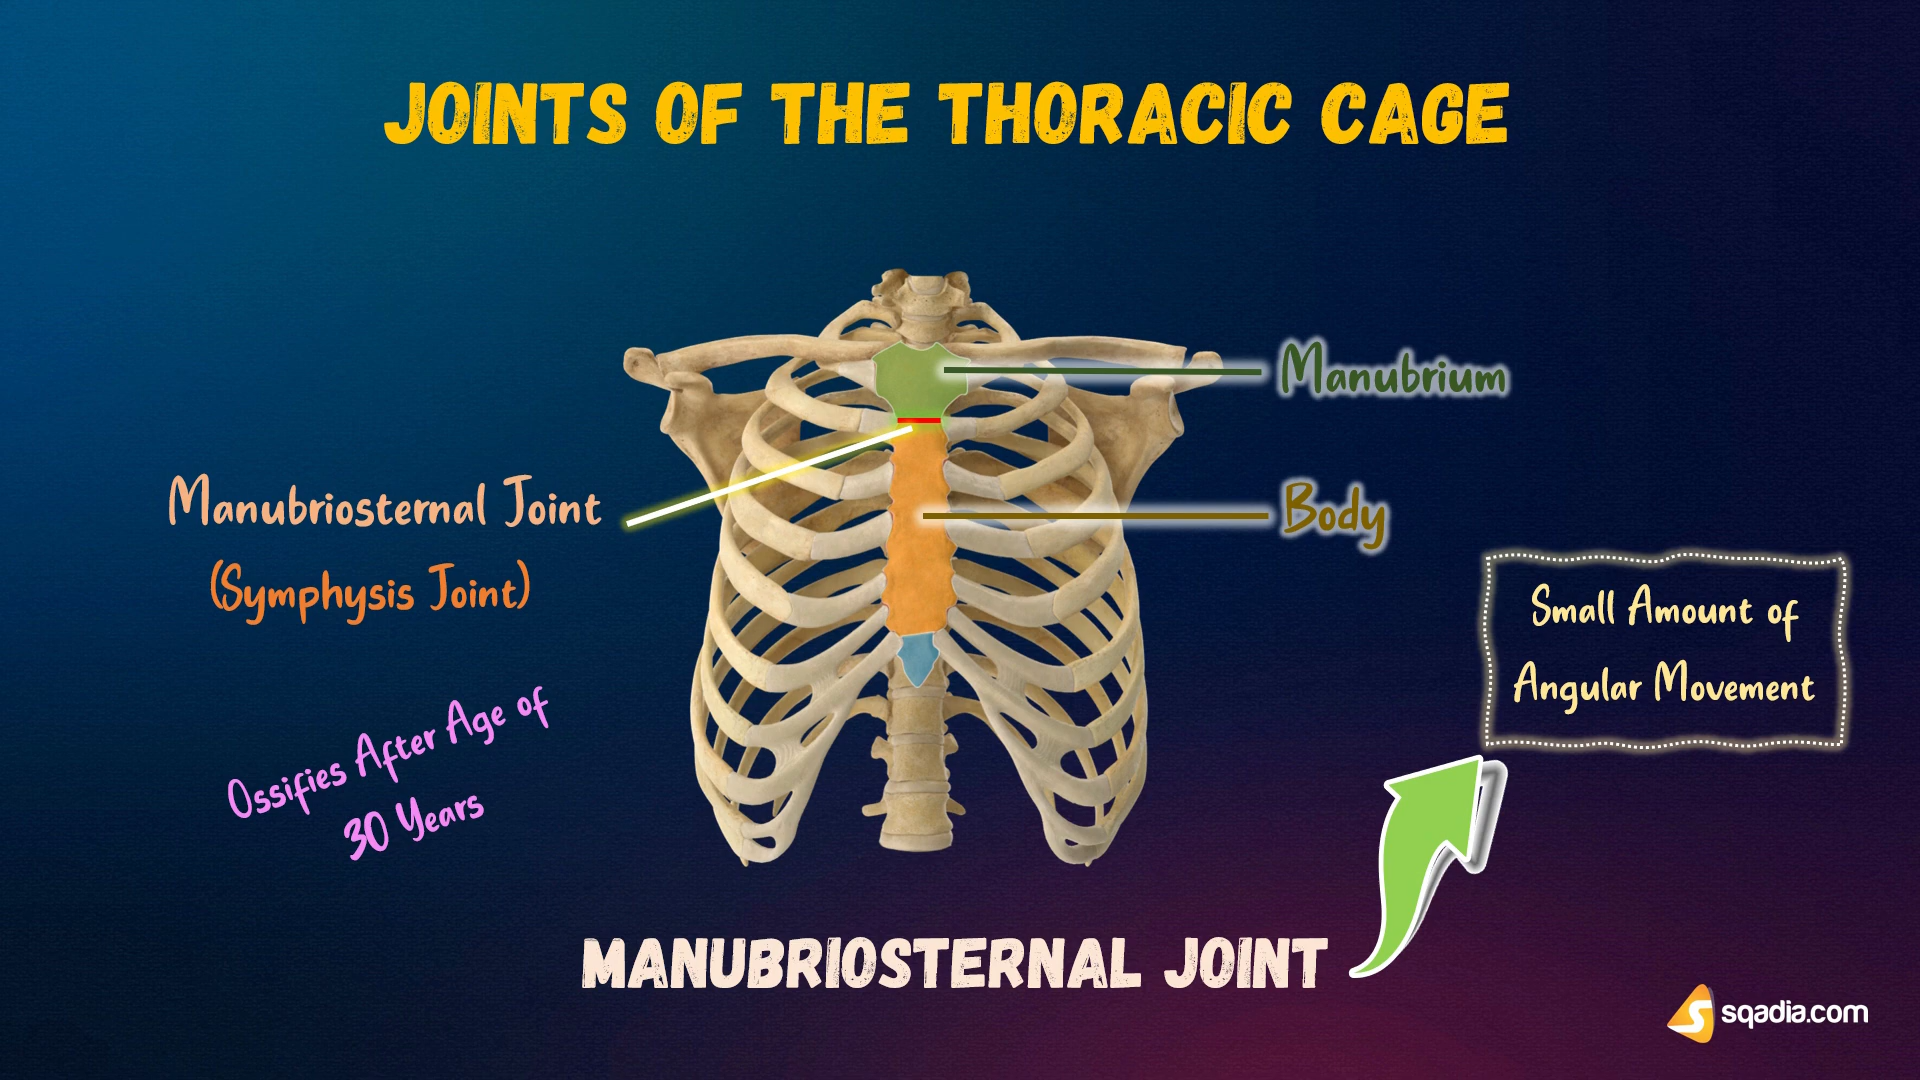 JOINTS OF THE THORACIC CAGE
Manubrium
Manubriosternal Joint
(Symphysis Joint)
Body
Small Amount of
Angular Movement
Ossifies After Age of
30 Years
MANUBRIOSTERNAL JOINT
sqadia.com